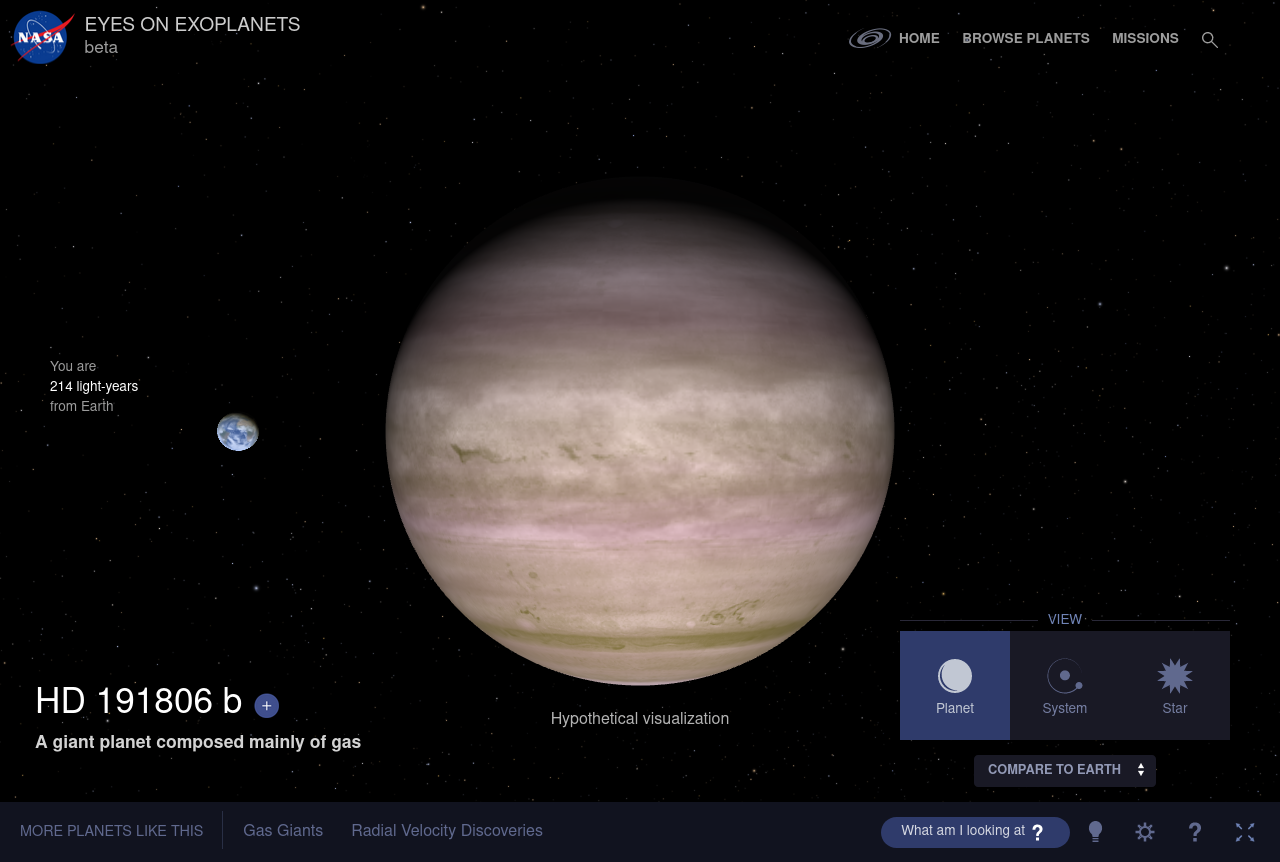 NASA
EYES ON EXOPLANETS
beta
HOME
BROWSE PLANETS
MISSIONS
You are
214 light-years
from Earth
HD 191806 b +
A giant planet composed mainly of gas
Hypothetical visualization
VIEW
Planet
System
Star
COMPARE TO EARTH
MORE PLANETS LIKE THIS
Gas Giants
Radial Velocity Discoveries
What am I looking at ?
?